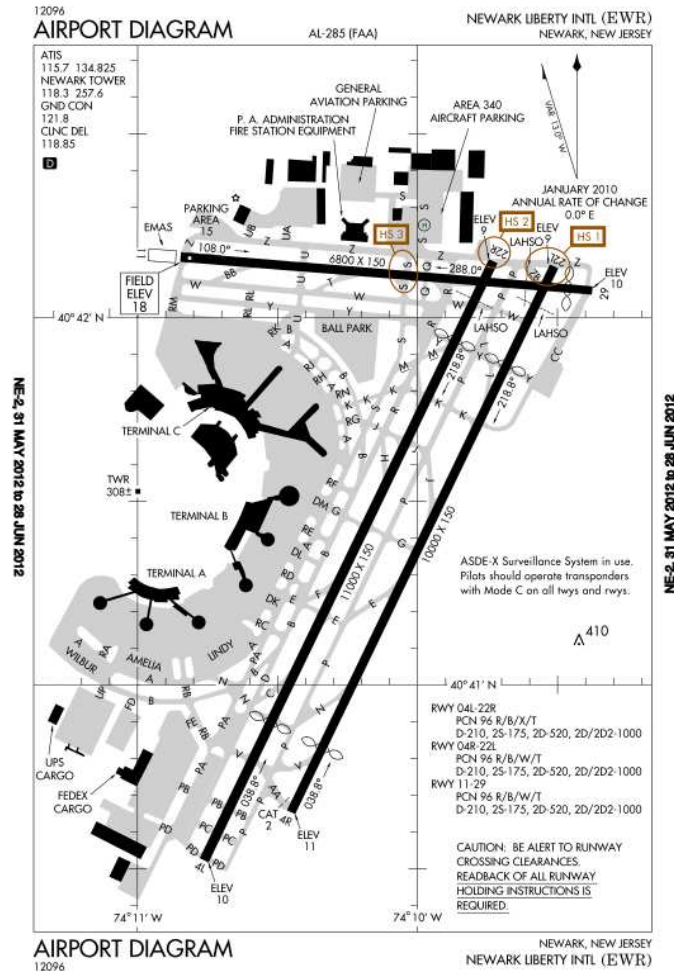 12096
AIRPORT DIAGRAM
AL-285 (FAA)
NEWARK LIBERTY INTL (EWR)
NEWARK, NEW JERSEY
ATIS
115.7 134.825
NEWARK TOWER
118.3 257.6
GND CON
121.8
CLNC DEL
118.85
D
GENERAL
AVIATION PARKING
P. A. ADMINISTRATION
FIRE STATION EQUIPMENT
AREA 340
AIRCRAFT PARKING
VAR 13.0° W
JANUARY 2010
ANNUAL RATE OF CHANGE
0.0° E
PARKING
AREA
15
EMAS
HS 3
HS 2
HS 1
ELEV
9
LAHSO
ELEV
9
22R
22L
108.0°
6800 X 150
288.0°
ELEV
10
29
11
FIELD
ELEV
18
LAHSO
LAHSO
40° 42' N
BALL PARK
218.8°
218.8°
TERMINAL C
TWR
308±
TERMINAL B
TERMINAL A
11000 X 150
10000 X 150
ASDE-X Surveillance System in use.
Pilots should operate transponders
with Mode C on all twys and rwys.
410
WILBUR
AMELIA
LINDY
40° 41' N
UPS
CARGO
FEDEX
CARGO
038.8°
038.8°
CAT
2
4R
ELEV
11
4L
ELEV
10
RWY 04L-22R
PCN 96 R/B/X/T
D-210, 2S-175, 2D-520, 2D/2D2-1000
RWY 04R-22L
PCN 96 R/B/W/T
D-210, 2S-175, 2D-520, 2D/2D2-1000
RWY 11-29
PCN 96 R/B/W/T
D-210, 2S-175, 2D-520, 2D/2D2-1000
CAUTION: BE ALERT TO RUNWAY
CROSSING CLEARANCES.
READBACK OF ALL RUNWAY
HOLDING INSTRUCTIONS IS
REQUIRED.
74° 11' W
74° 10' W
NE-2, 31 MAY 2012 to 28 JUN 2012
NE-2, 31 MAY 2012 to 28 JUN 2012
AIRPORT DIAGRAM
12096
NEWARK, NEW JERSEY
NEWARK LIBERTY INTL (EWR)